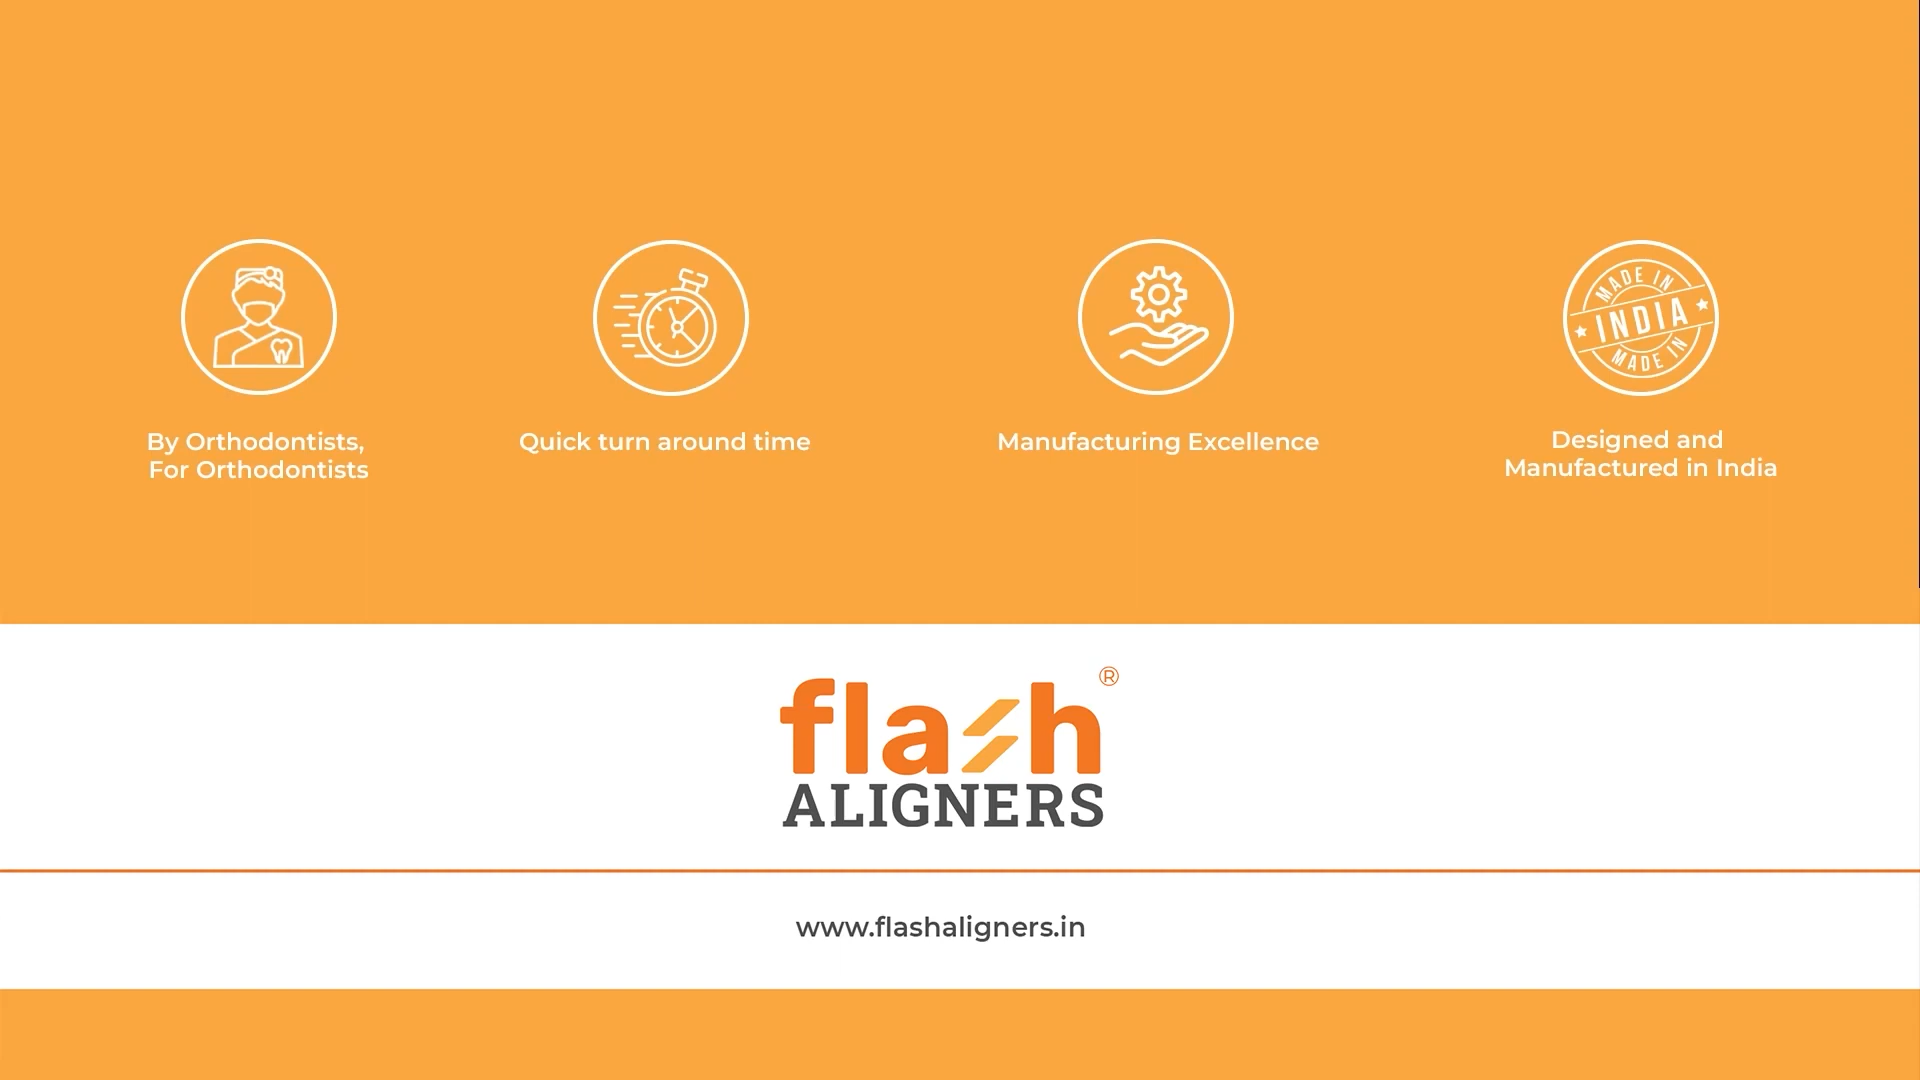 MADE IN
INDIA
MADE IN
By Orthodontists,
For Orthodontists
Quick turn around time
Manufacturing Excellence
Designed and
Manufactured in India
flash®
ALIGNERS
www.flashaligners.in